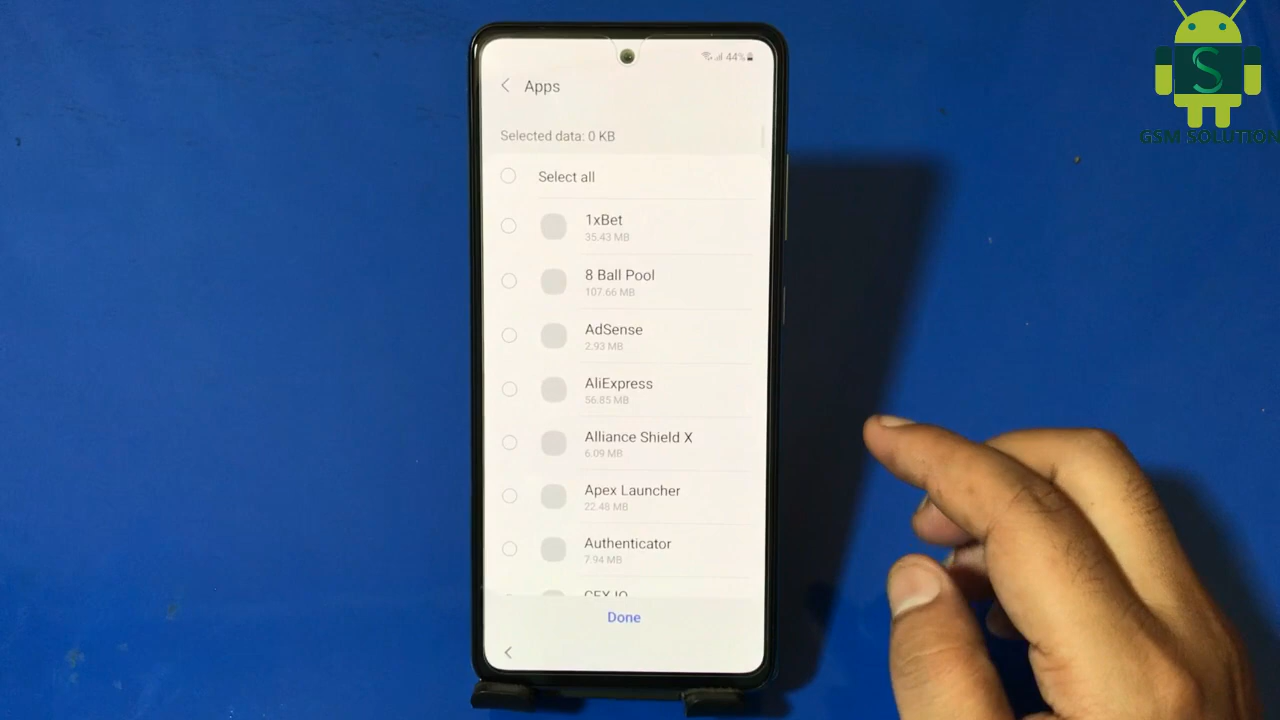 44%
Apps
Selected data: 0 KB
Select all
1xBet
35.43 MB
8 Ball Pool
107.66 MB
AdSense
2.93 MB
AliExpress
56.85 MB
Alliance Shield X
6.09 MB
Apex Launcher
22.48 MB
Authenticator
7.94 MB
Done
S
GSM SOLUTION